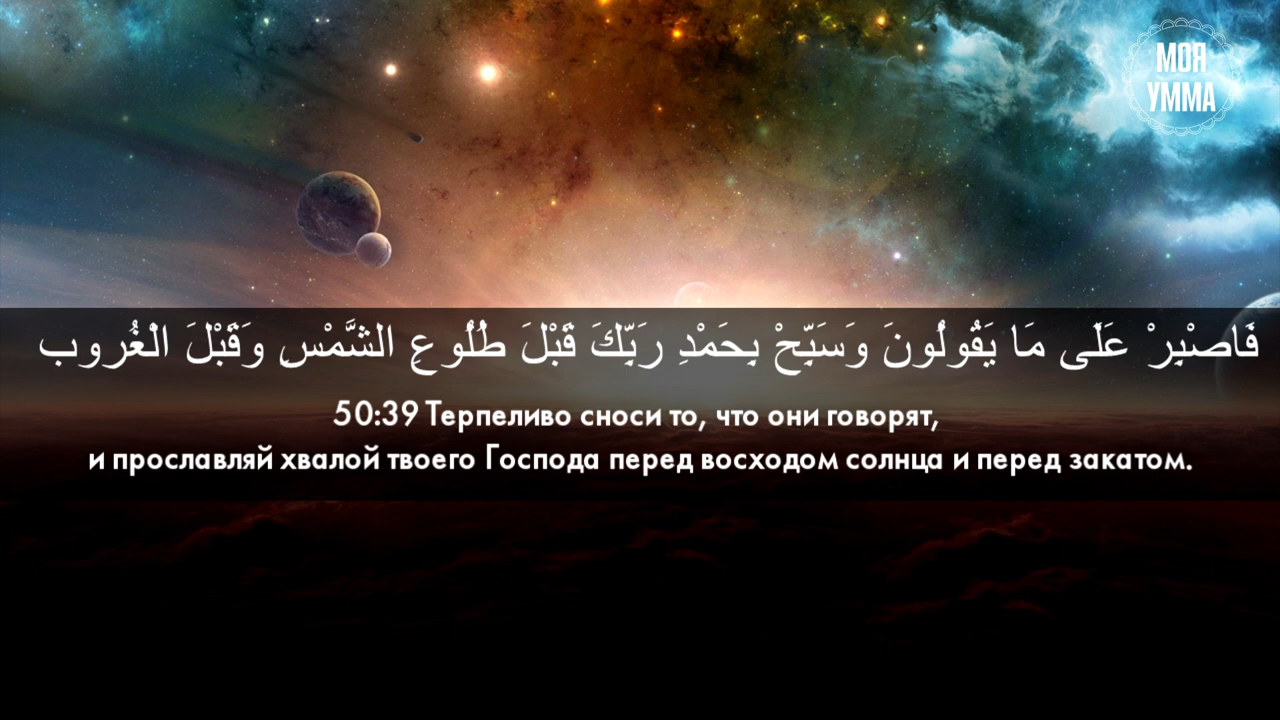 МОЯ
УММА
فَاصْبِرْ عَلَى مَا يَقُولُونَ وَسَبِّحْ بِحَمْدِ رَبِّكَ قَبْلَ طُلُوعِ الشَّمْسِ وَقَبْلَ الْغُرُوبِ
50:39 Терпеливо сноси то, что они говорят,
и прославляй хвалой твоего Господа перед восходом солнца и перед закатом.